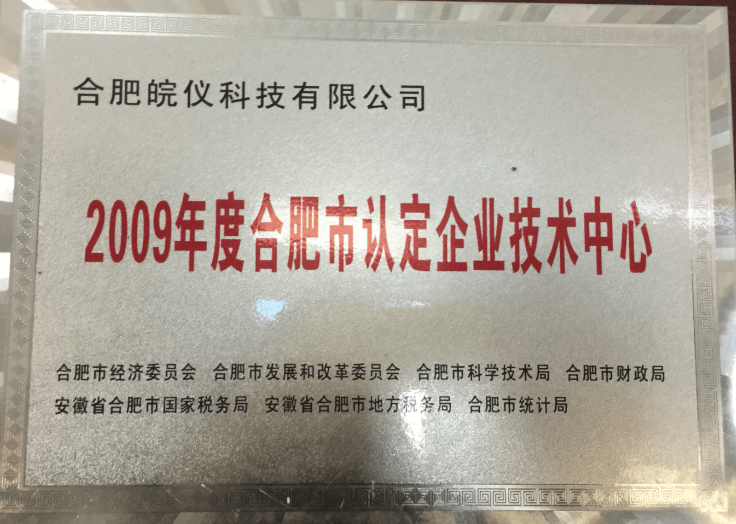 合肥皖仪科技有限公司
2009年度合肥市认定企业技术中心
合肥市经济委员会 合肥市发展和改革委员会 合肥市科学技术局 合肥市财政局
安徽省合肥市国家税务局 安徽省合肥市地方税务局 合肥市统计局